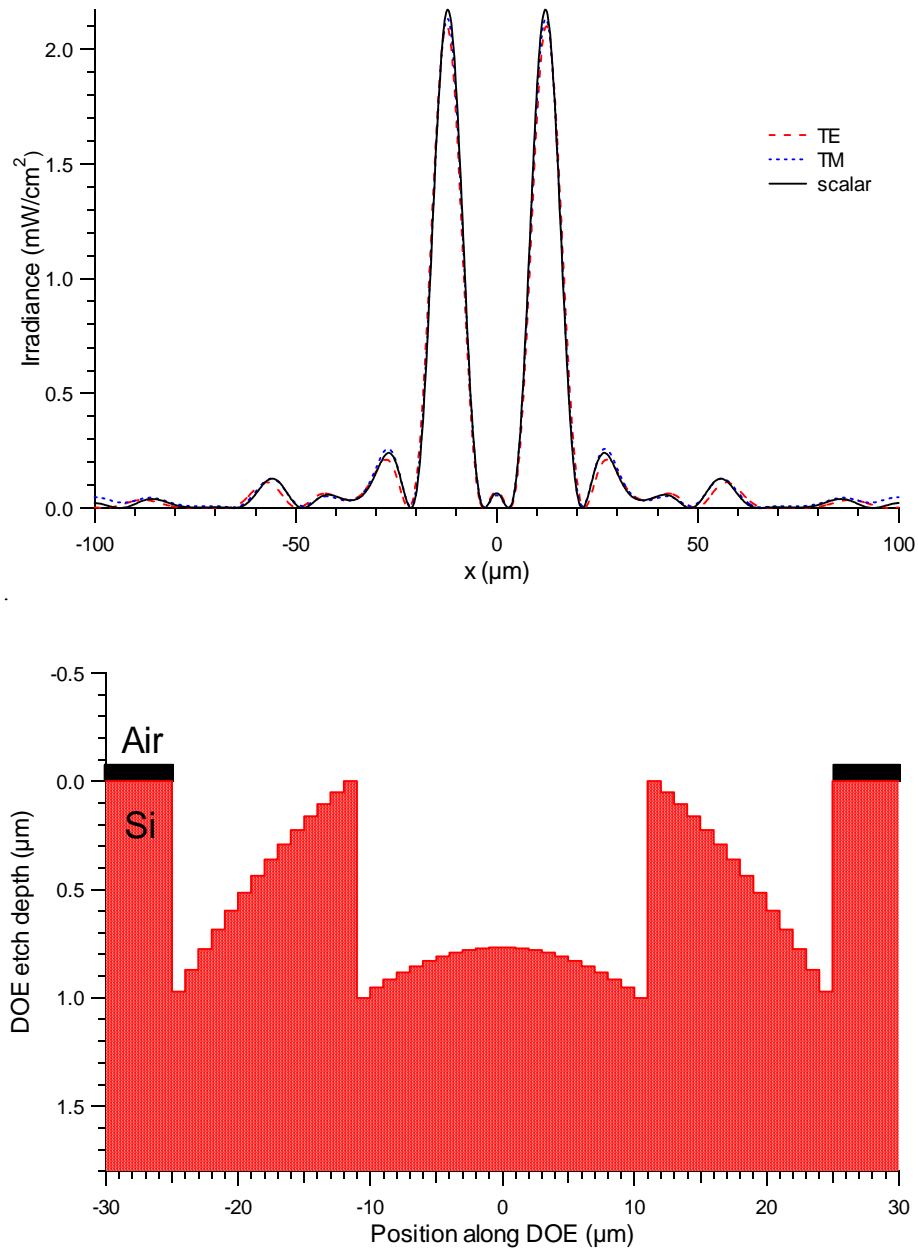 2.0
1.5
1.0
0.5
0.0
Irradiance (mW/cm²)
TE
TM
scalar
-100
-50
0
50
100
x (µm)
-0.5
0.0
0.5
1.0
1.5
DOE etch depth (µm)
Air
Si
-30
-20
-10
0
10
20
30
Position along DOE (µm)